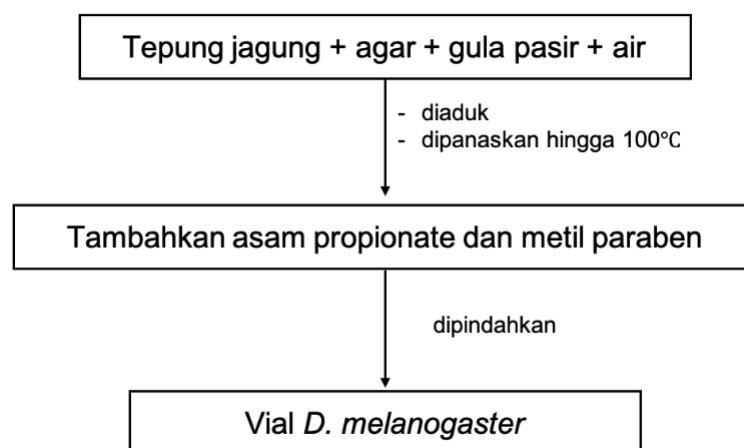 Tepung jagung + agar + gula pasir + air
- diaduk
- dipanaskan hingga 100℃
Tambahkan asam propionate dan metil paraben
dipindahkan
Vial D. melanogaster